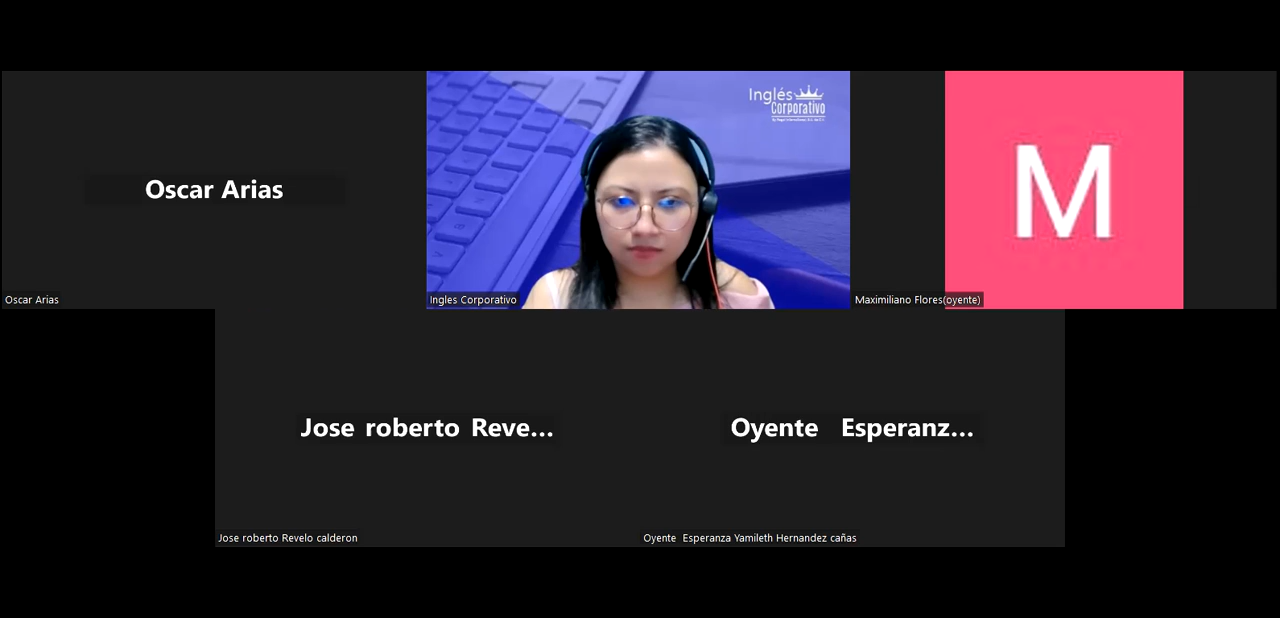 Oscar Arias
Oscar Arias
Inglés
Corporativo
Ingles Corporativo
M
Maximiliano Flores(oyente)
Jose roberto Reve...
Jose roberto Revelo calderon
Oyente Esperanz...
Oyente Esperanza Yamileth Hernandez cañas